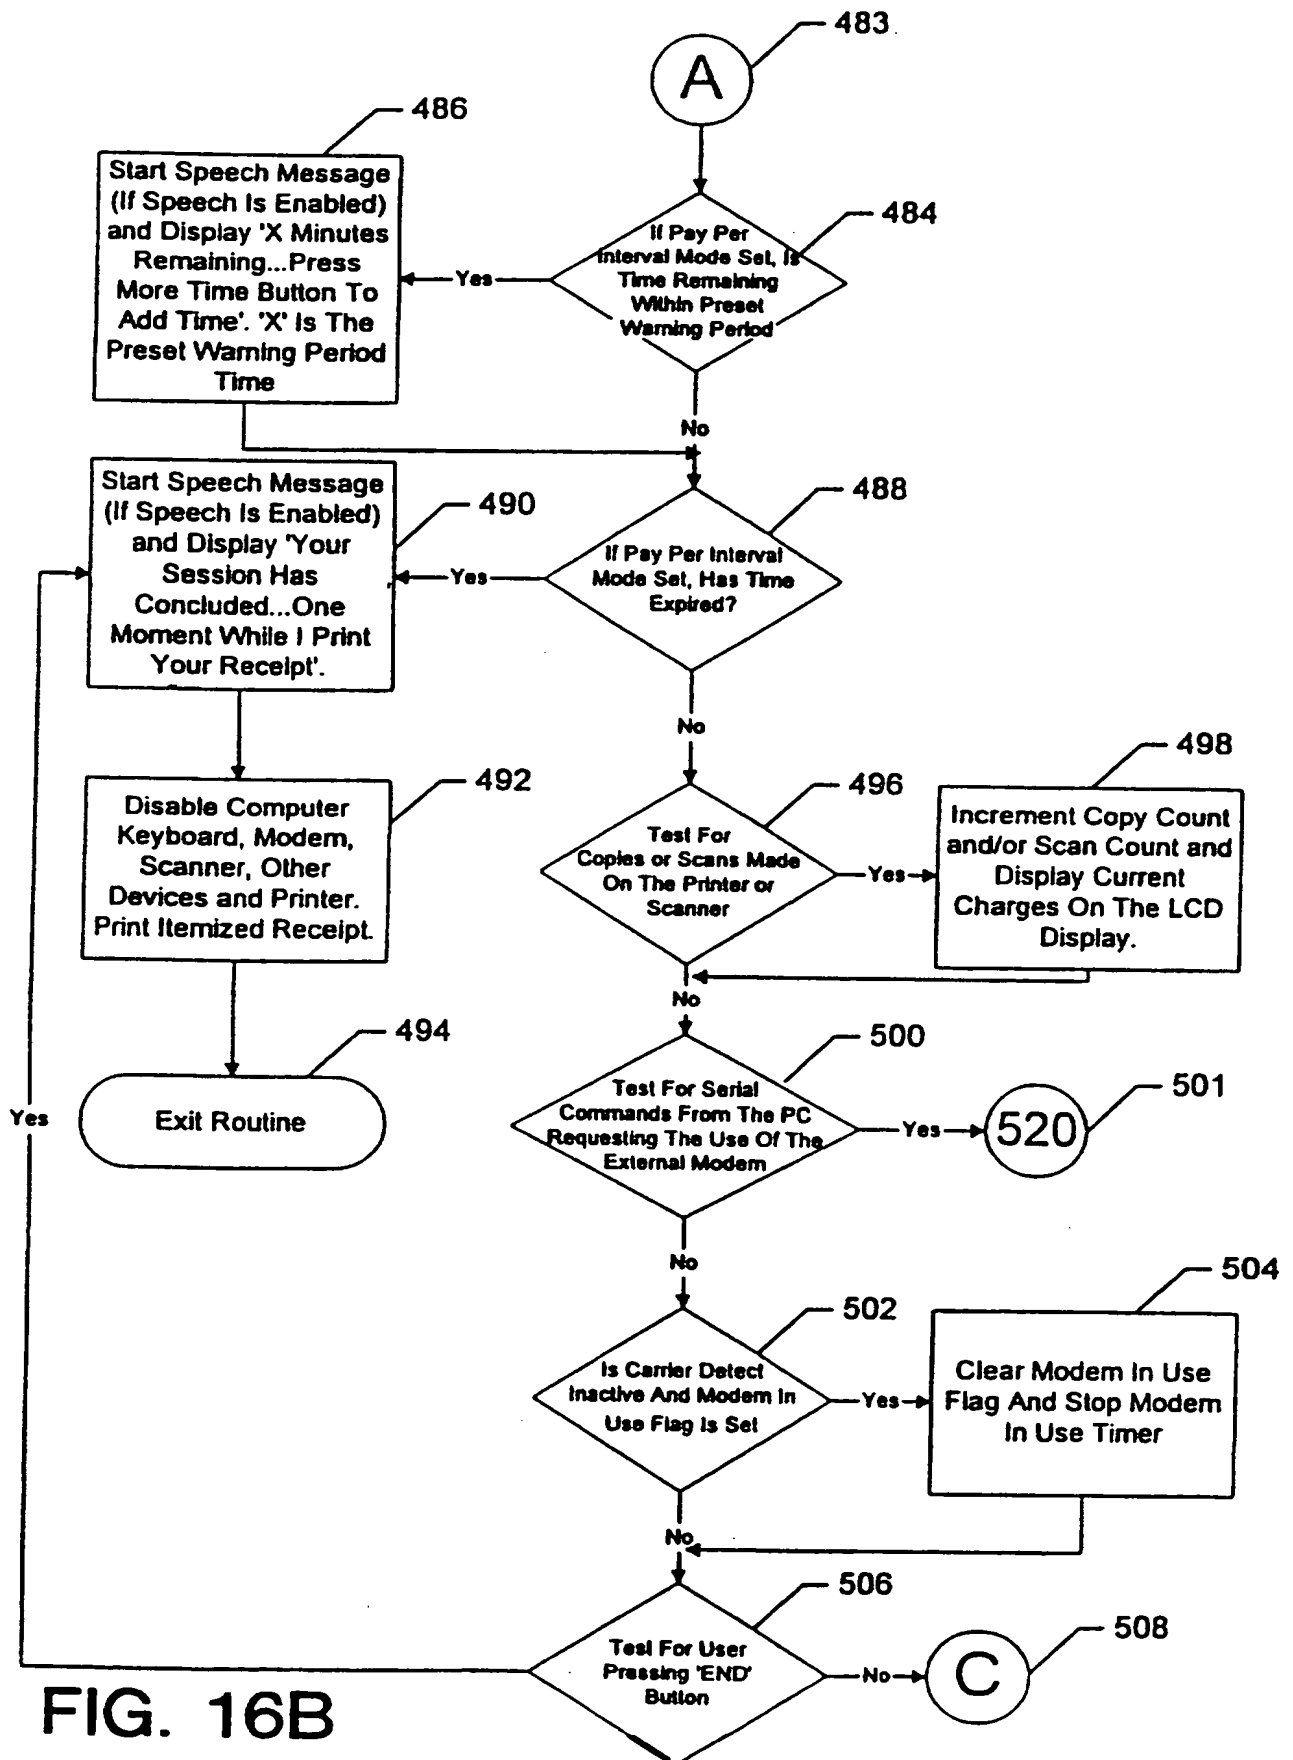 483
A
486
Start Speech Message
(If Speech Is Enabled)
and Display 'X Minutes
Remaining...Press
More Time Button To
Add Time'. 'X' Is The
Preset Warning Period
Time
484
If Pay Per
Interval Mode Set, Is
Time Remaining
Within Preset
Warning Period
Yes
No
490
Start Speech Message
(If Speech Is Enabled)
and Display 'Your
Session Has
Concluded...One
Moment While I Print
Your Receipt'.
488
If Pay Per Interval
Mode Set, Has Time
Expired?
Yes
No
492
Disable Computer
Keyboard, Modem,
Scanner, Other
Devices and Printer.
Print Itemized Receipt.
496
Test For
Copies or Scans Made
On The Printer or
Scanner
Yes
498
Increment Copy Count
and/or Scan Count and
Display Current
Charges On The LCD
Display.
No
494
Exit Routine
500
Test For Serial
Commands From The PC
Requesting The Use Of The
External Modem
Yes
501
520
Yes
No
502
Is Carrier Detect
Inactive And Modem In
Use Flag Is Set
Yes
504
Clear Modem In Use
Flag And Stop Modem
In Use Timer
No
506
Test For User
Pressing 'END'
Button
No
508
C
FIG. 16B